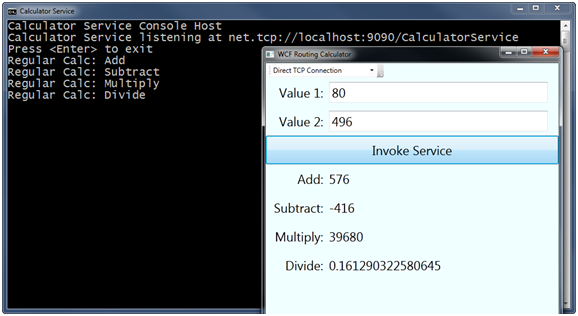 Calculator Service
Calculator Service Console Host
Calculator Service listening at net.tcp://localhost:9090/CalculatorService
Press <Enter> to exit
Regular Calc: Add
Regular Calc: Subtract
Regular Calc: Multiply
Regular Calc: Divide
WCF Routing Calculator
Direct TCP Connection
Value 1: 80
Value 2: 496
Invoke Service
Add: 576
Subtract: -416
Multiply: 39680
Divide: 0.161290322580645